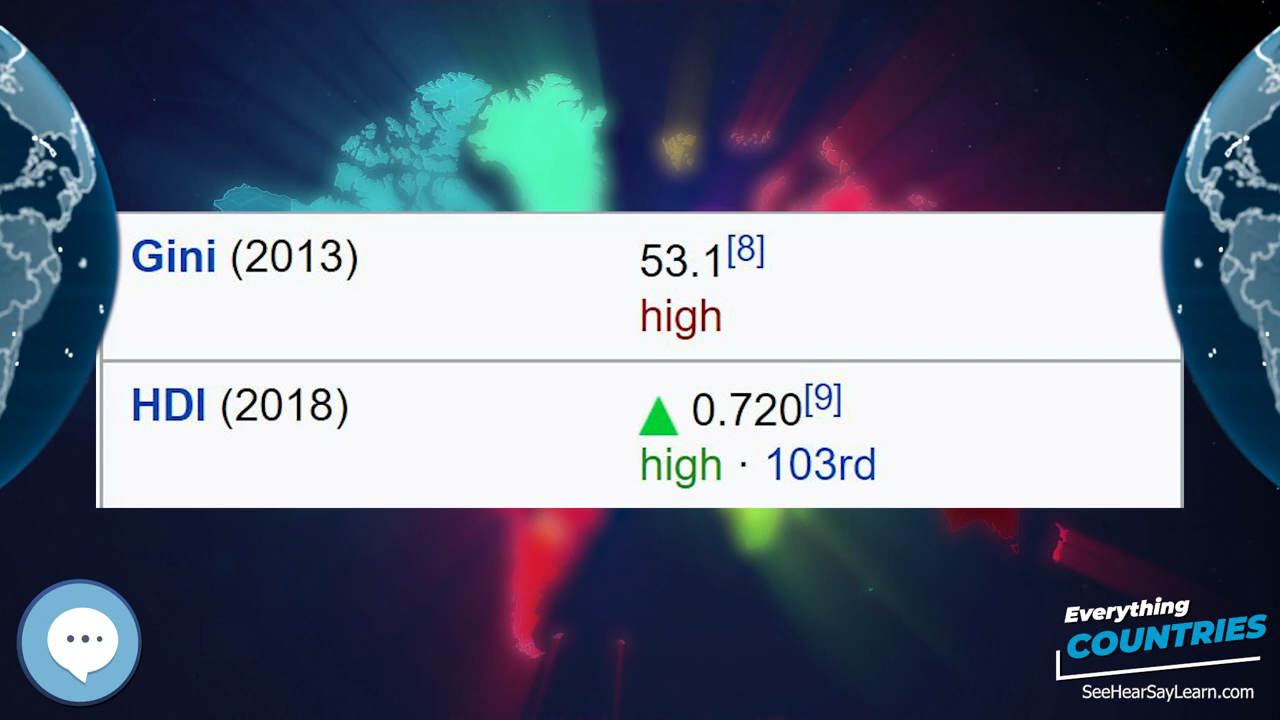 Gini (2013)
53.1[8]
high
HDI (2018)
▲ 0.720[9]
high · 103rd
Everything
COUNTRIES
SeeHearSayLearn.com